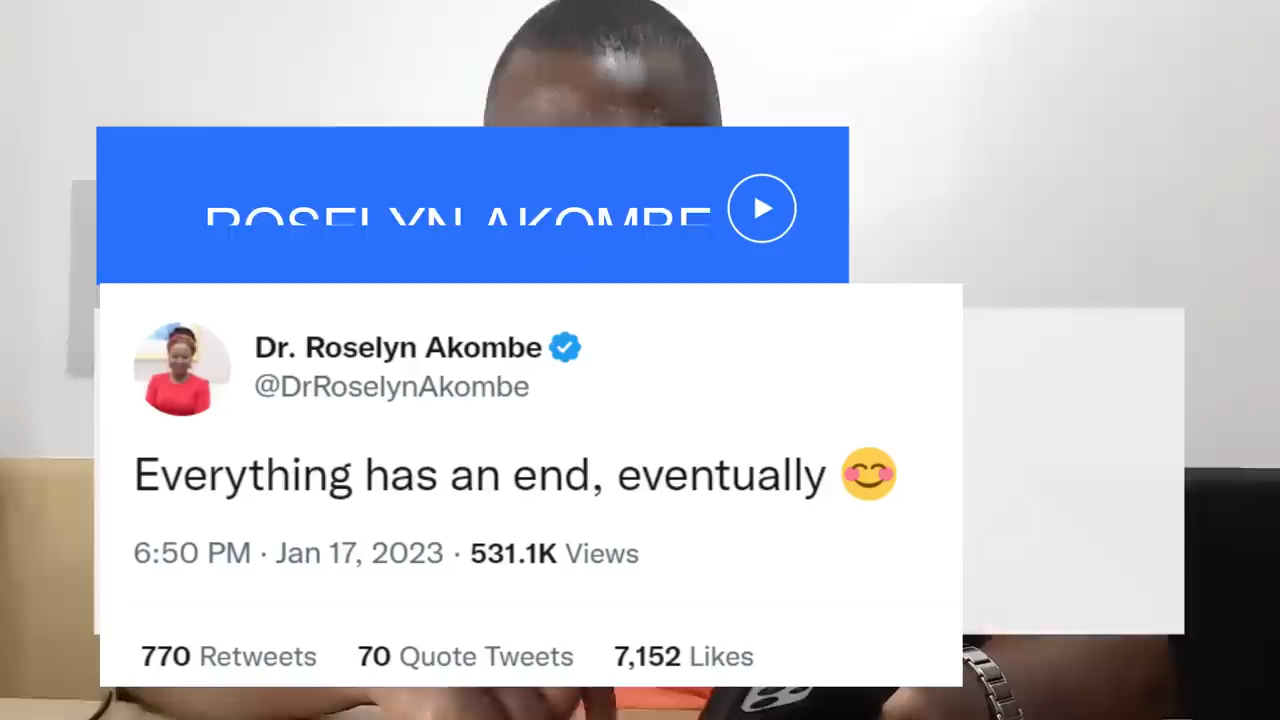 ROSELYN AKOMBE
Dr. Roselyn Akombe
@DrRoselynAkombe
Everything has an end, eventually 😊
6:50 PM · Jan 17, 2023 · 531.1K Views
770 Retweets 70 Quote Tweets 7,152 Likes